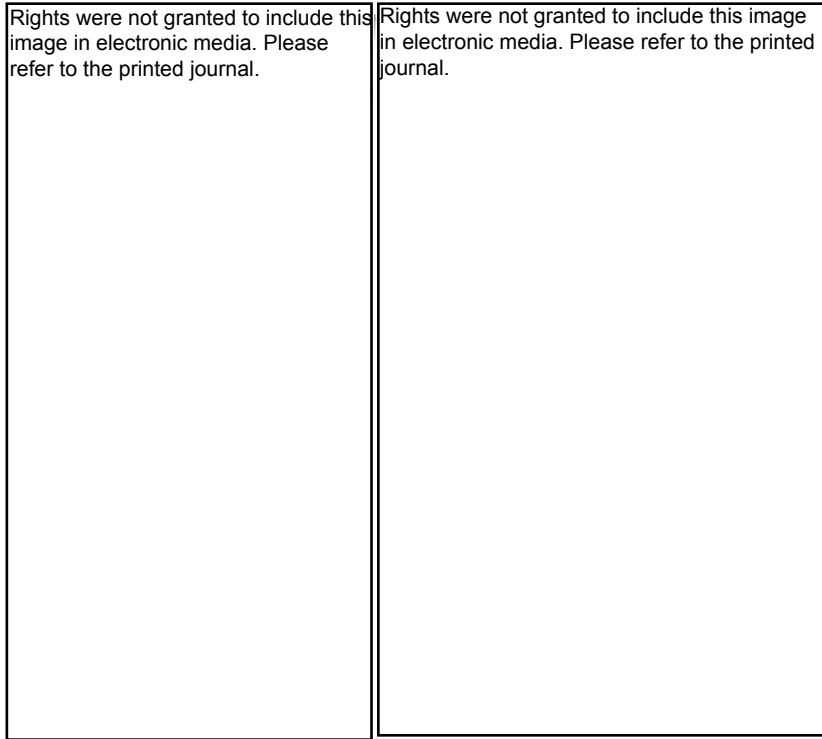 Rights were not granted to include this
image in electronic media. Please
refer to the printed journal.
Rights were not granted to include this image
in electronic media. Please refer to the printed
journal.